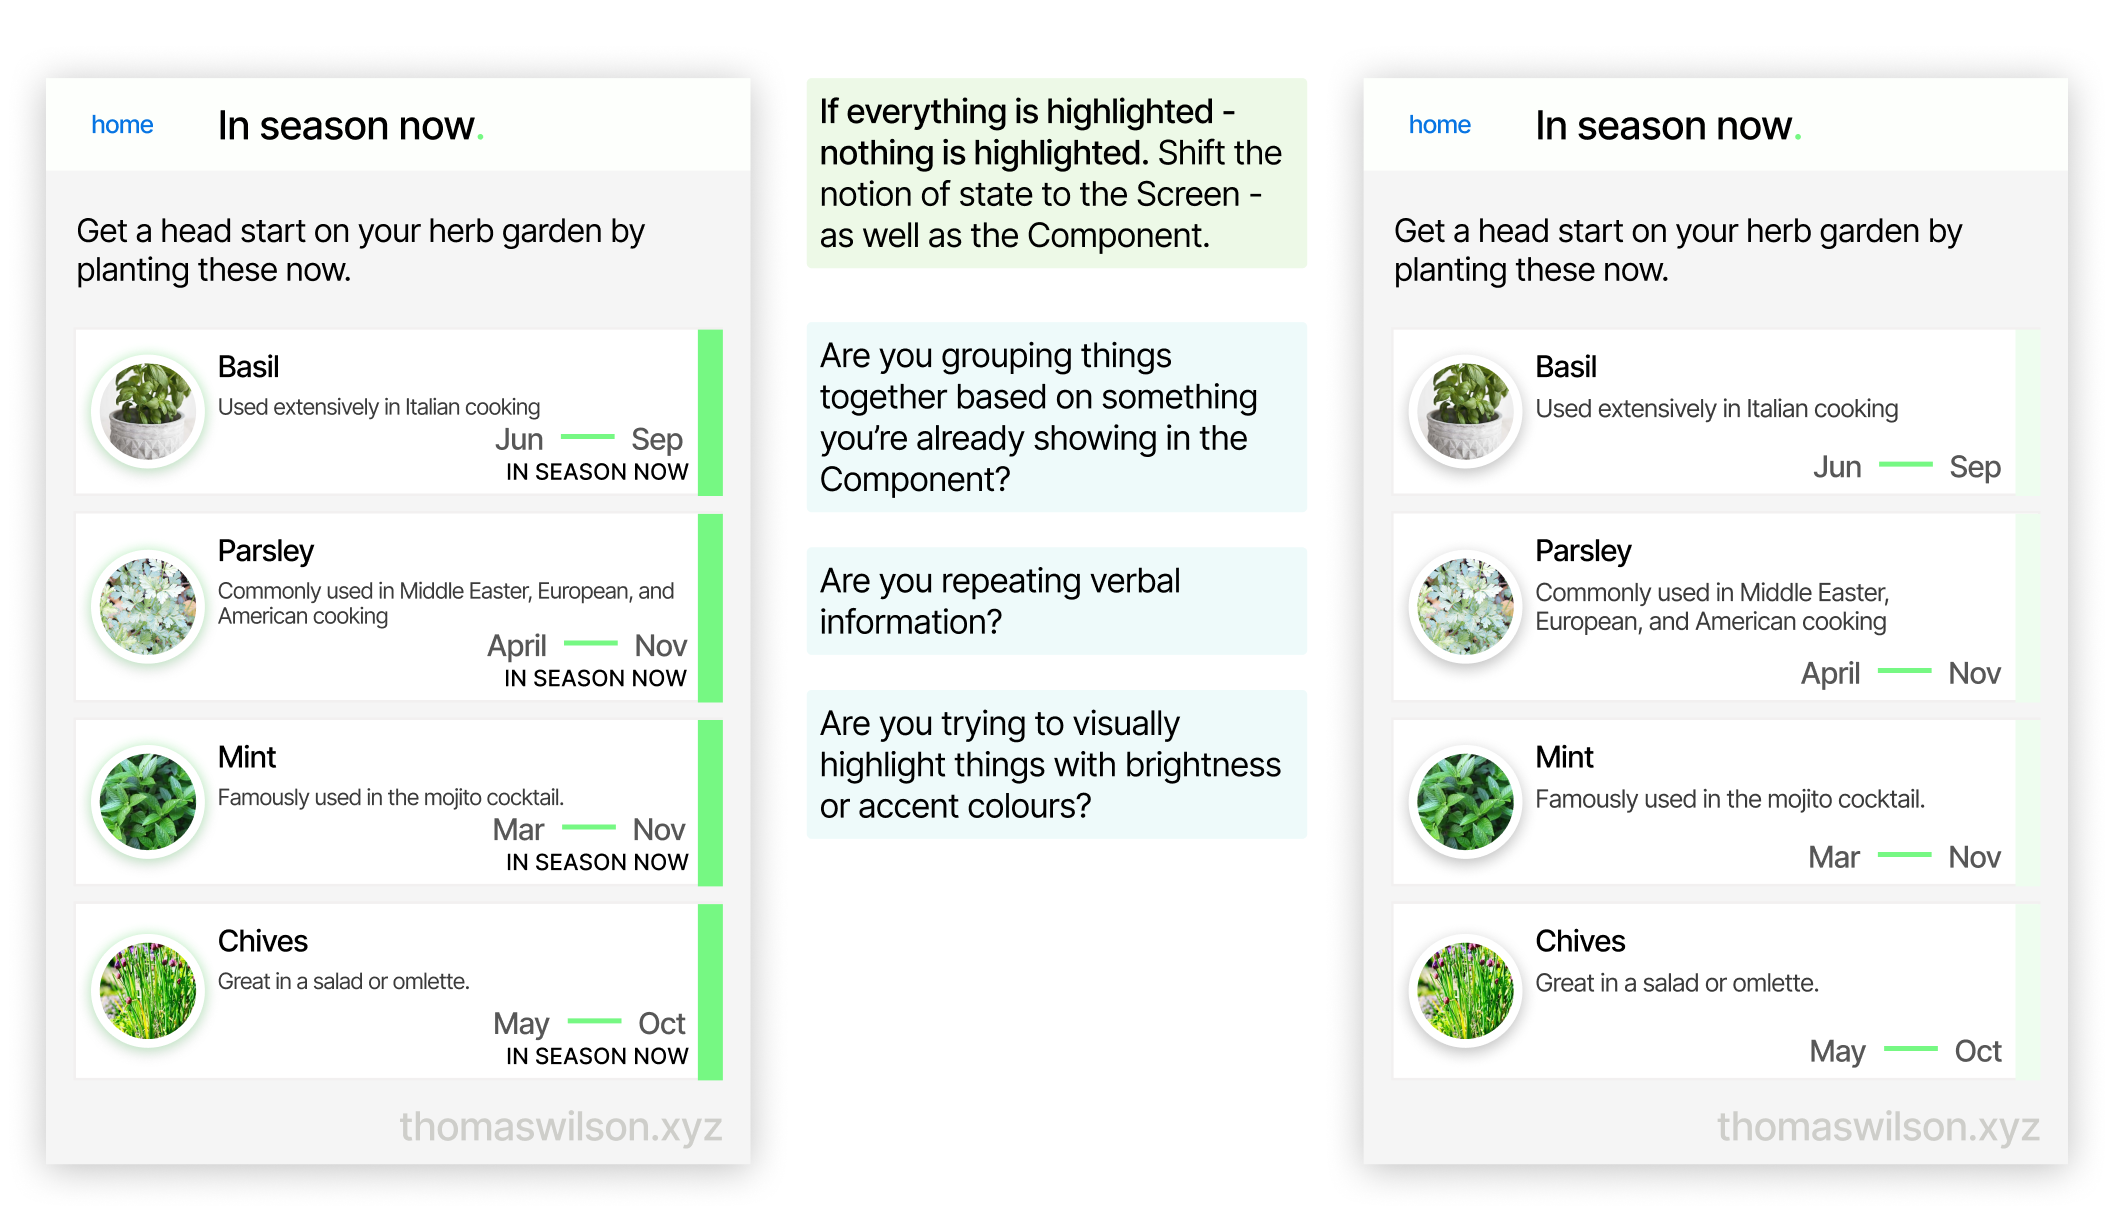 home
In season now.
Get a head start on your herb garden by
planting these now.
Basil
Used extensively in Italian cooking
Jun — Sep
IN SEASON NOW
Parsley
Commonly used in Middle Easter, European, and
American cooking
April — Nov
IN SEASON NOW
Mint
Famously used in the mojito cocktail.
Mar — Nov
IN SEASON NOW
Chives
Great in a salad or omlette.
May — Oct
IN SEASON NOW
thomaswilson.xyz
If everything is highlighted -
nothing is highlighted. Shift the
notion of state to the Screen -
as well as the Component.
Are you grouping things
together based on something
you’re already showing in the
Component?
Are you repeating verbal
information?
Are you trying to visually
highlight things with brightness
or accent colours?
home
In season now.
Get a head start on your herb garden by
planting these now.
Basil
Used extensively in Italian cooking
Jun — Sep
Parsley
Commonly used in Middle Easter,
European, and American cooking
April — Nov
Mint
Famously used in the mojito cocktail.
Mar — Nov
Chives
Great in a salad or omlette.
May — Oct
thomaswilson.xyz